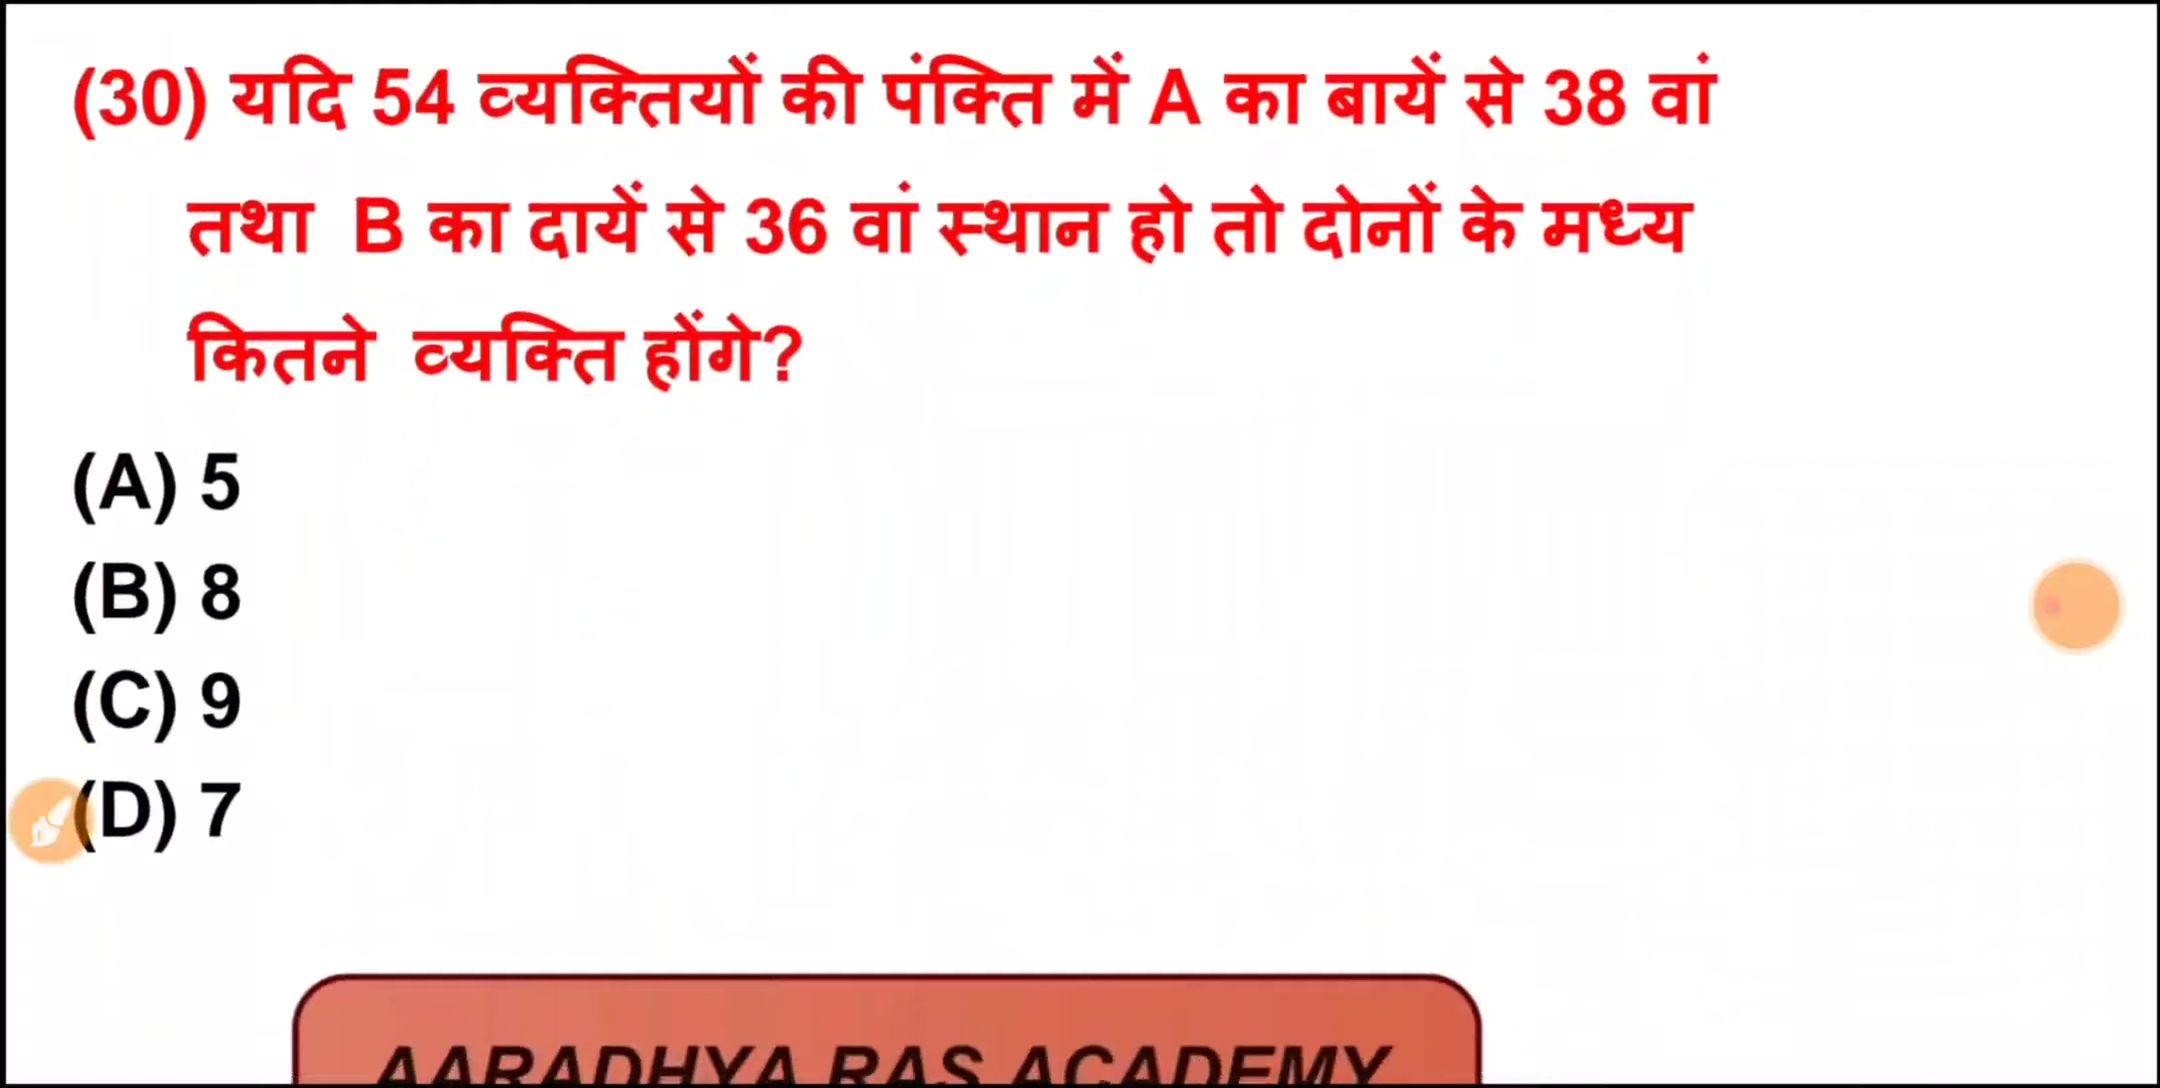 (30) यदि 54 व्यक्तियों की पंक्ति में A का बायें से 38 वां
तथा B का दायें से 36 वां स्थान हो तो दोनों के मध्य
कितने व्यक्ति होंगे?
(A) 5
(B) 8
(C) 9
(D) 7
AARADHYA RAS ACADEMY